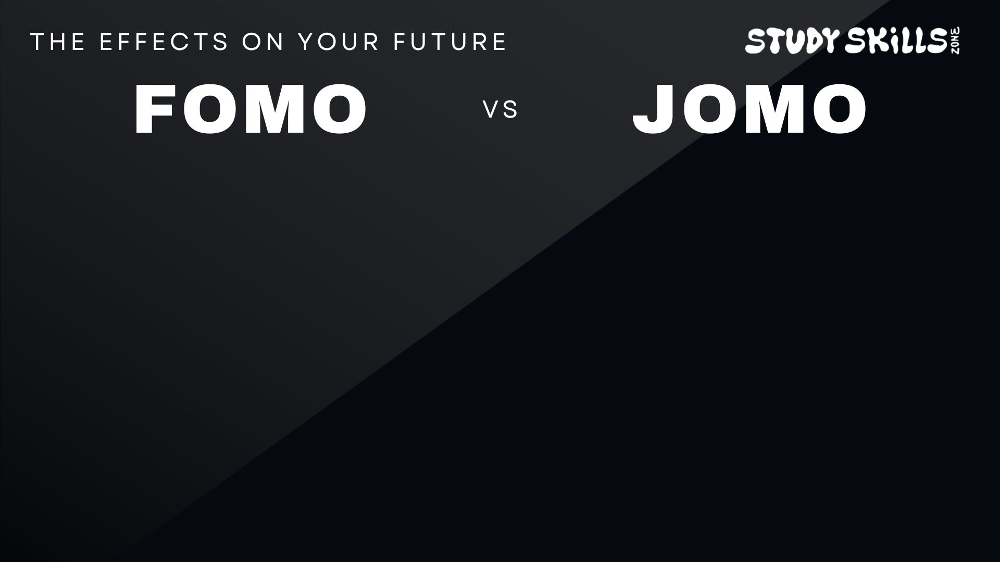 THE EFFECTS ON YOUR FUTURE
STUDY SKiLLS ZONE
FOMO VS JOMO